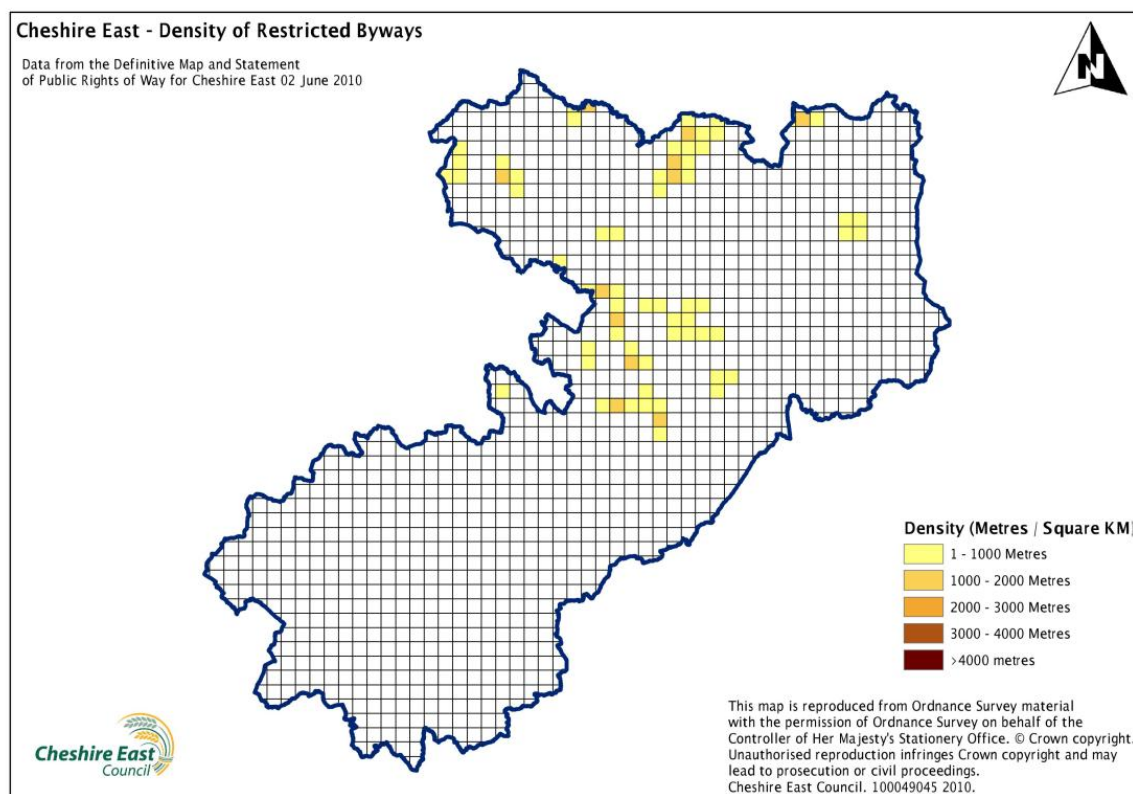 Cheshire East - Density of Restricted Byways
Data from the Definitive Map and Statement
of Public Rights of Way for Cheshire East 02 June 2010
N
Density (Metres / Square KM)
1 - 1000 Metres
1000 - 2000 Metres
2000 - 3000 Metres
3000 - 4000 Metres
>4000 metres
This map is reproduced from Ordnance Survey material
with the permission of Ordnance Survey on behalf of the
Controller of Her Majesty's Stationery Office. © Crown copyright.
Unauthorised reproduction infringes Crown copyright and may
lead to prosecution or civil proceedings.
Cheshire East Council. 100049045 2010.
Cheshire East
Council